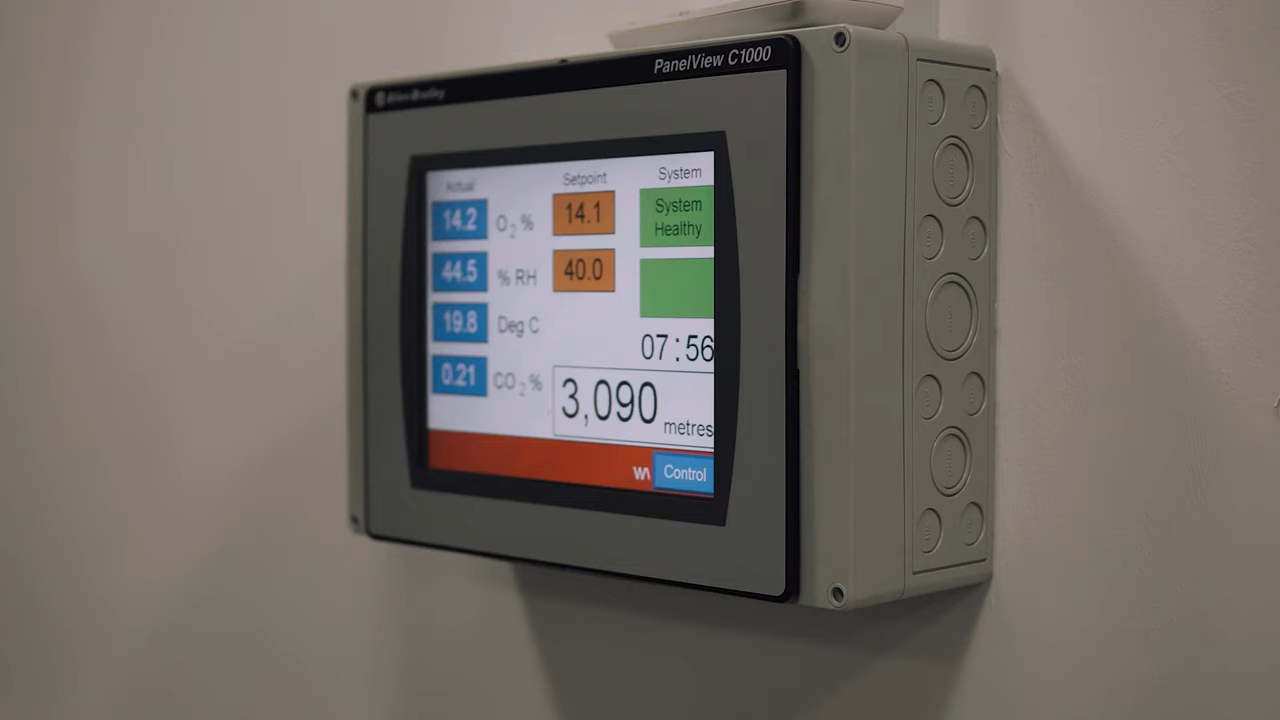 Allen-Bradley
PanelView C1000
Actual
Setpoint
System
14.2
O2 %
14.1
System
Healthy
44.5
% RH
40.0
19.8
Deg C
07:56
0.21
CO2 %
3,090
metres
WA
Control